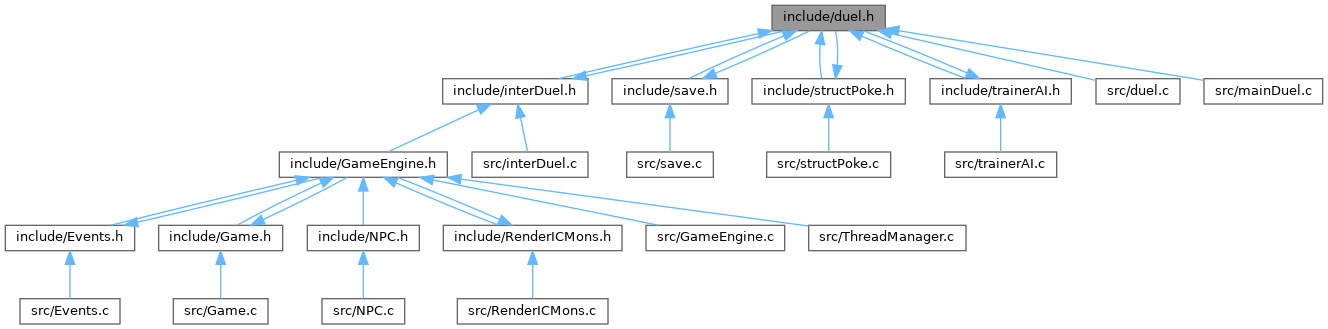 include/duel.h
include/interDuel.h
include/save.h
include/structPoke.h
include/trainerAI.h
src/duel.c
src/mainDuel.c
include/GameEngine.h
src/interDuel.c
src/save.c
src/structPoke.c
src/trainerAI.c
include/Events.h
include/Game.h
include/NPC.h
include/RenderICMons.h
src/GameEngine.c
src/ThreadManager.c
src/Events.c
src/Game.c
src/NPC.c
src/RenderICMons.c